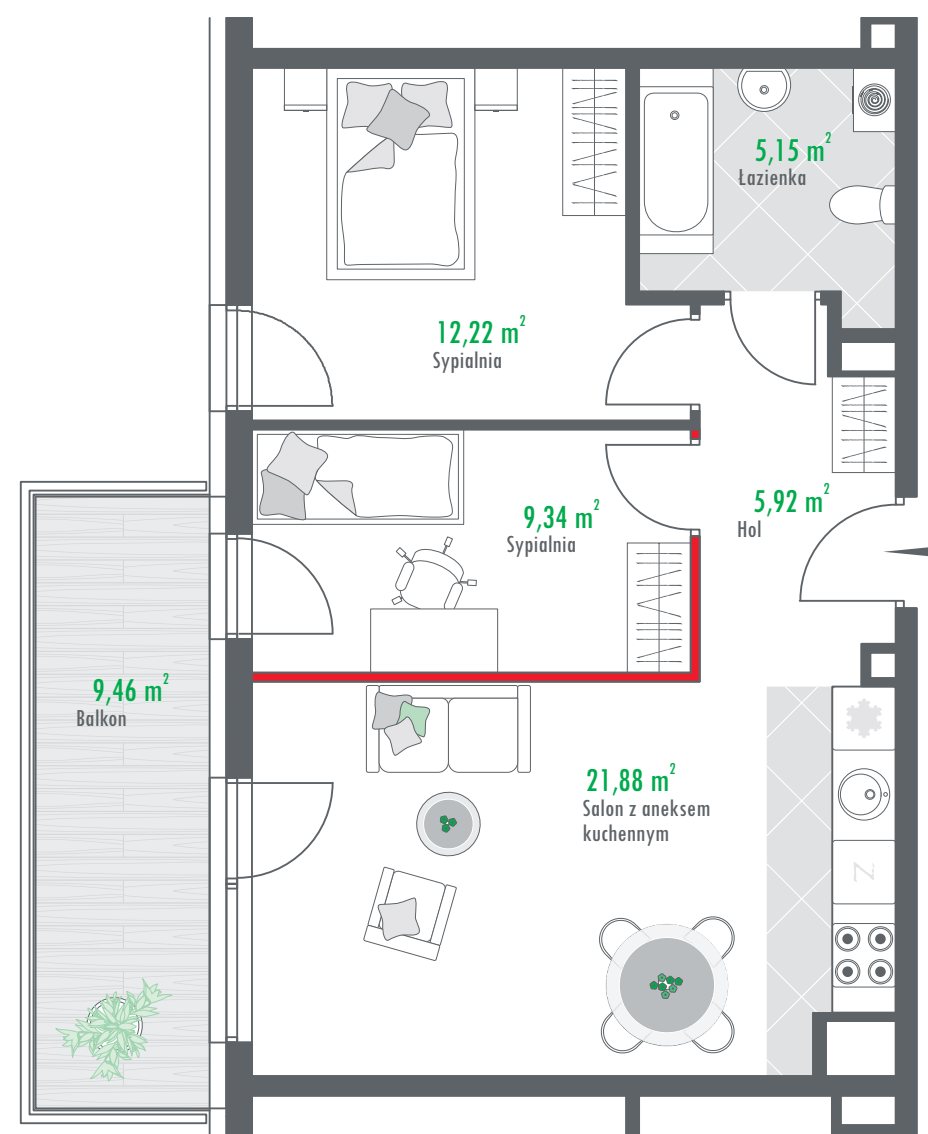 5,15 m²
Łazienka
12,22 m²
Sypialnia
9,34 m²
Sypialnia
5,92 m²
Hol
9,46 m²
Balkon
21,88 m²
Salon z aneksem
kuchennym
Z